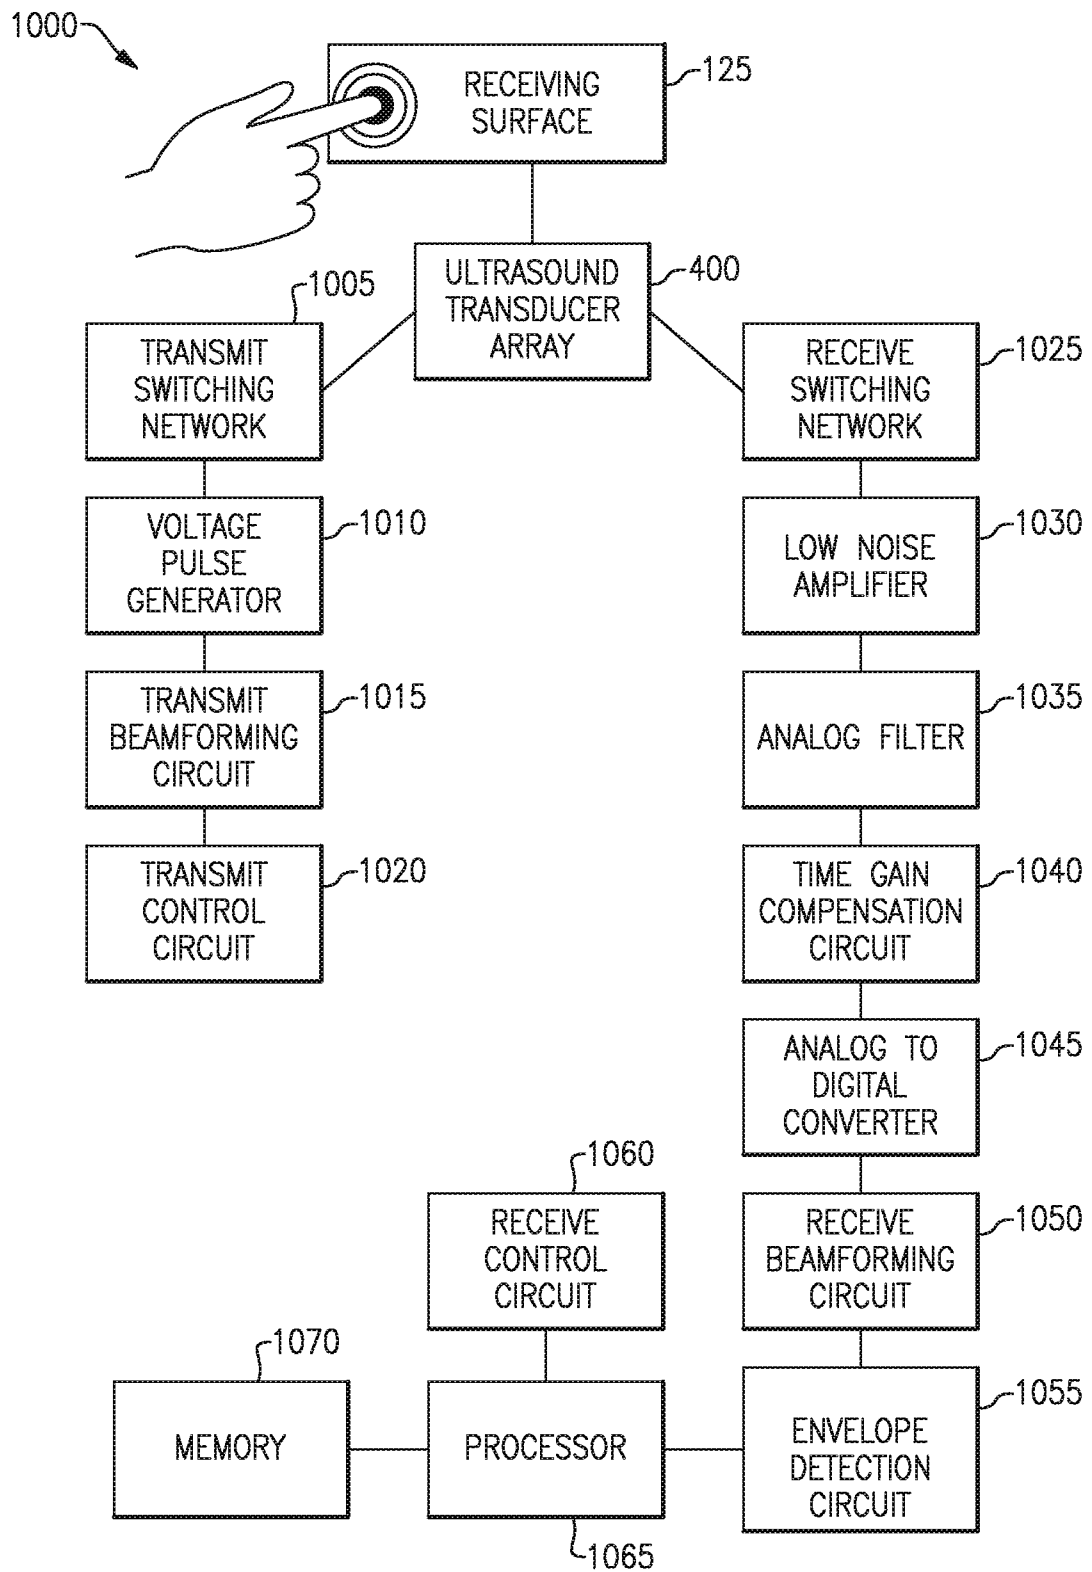 1000
RECEIVING
SURFACE
125
ULTRASOUND
TRANSDUCER
ARRAY
400
1005
TRANSMIT
SWITCHING
NETWORK
RECEIVE
SWITCHING
NETWORK
1025
VOLTAGE
PULSE
GENERATOR
1010
LOW NOISE
AMPLIFIER
1030
TRANSMIT
BEAMFORMING
CIRCUIT
1015
ANALOG FILTER
1035
TRANSMIT
CONTROL
CIRCUIT
1020
TIME GAIN
COMPENSATION
CIRCUIT
1040
ANALOG TO
DIGITAL
CONVERTER
1045
1060
RECEIVE
CONTROL
CIRCUIT
RECEIVE
BEAMFORMING
CIRCUIT
1050
1070
MEMORY
PROCESSOR
1065
ENVELOPE
DETECTION
CIRCUIT
1055